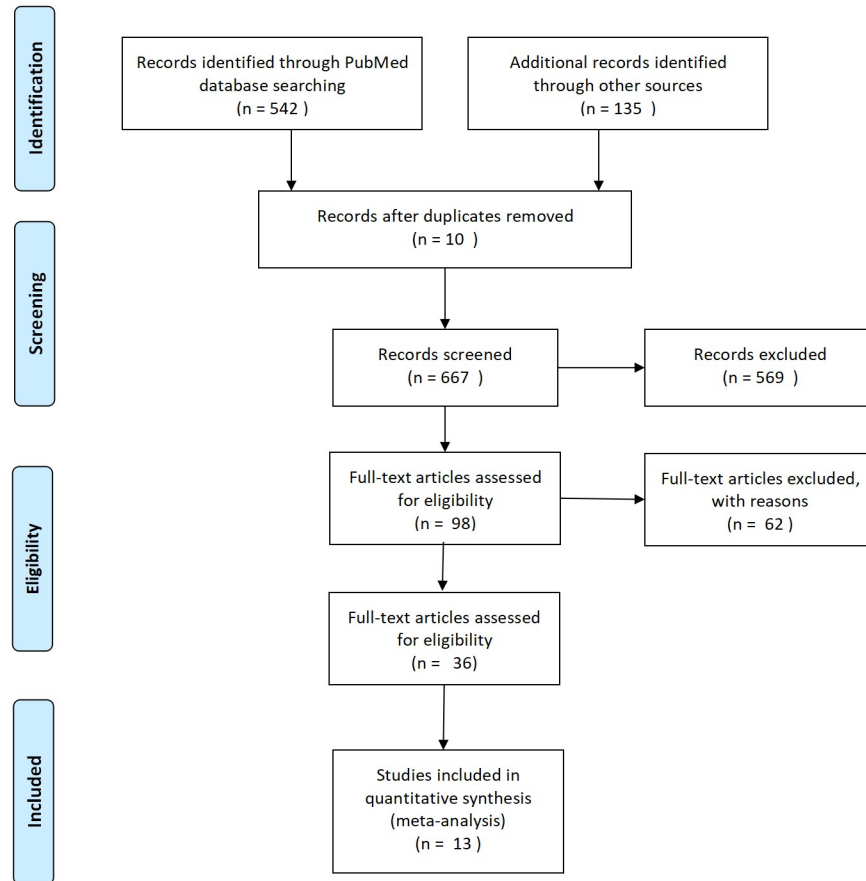 Identification
Records identified through PubMed
database searching
(n = 542 )
Additional records identified
through other sources
(n = 135 )
Records after duplicates removed
(n = 10 )
Screening
Records screened
(n = 667 )
Records excluded
(n = 569 )
Eligibility
Full-text articles assessed
for eligibility
(n = 98)
Full-text articles excluded,
with reasons
(n = 62 )
Full-text articles assessed
for eligibility
(n = 36)
Included
Studies included in
quantitative synthesis
(meta-analysis)
(n = 13 )